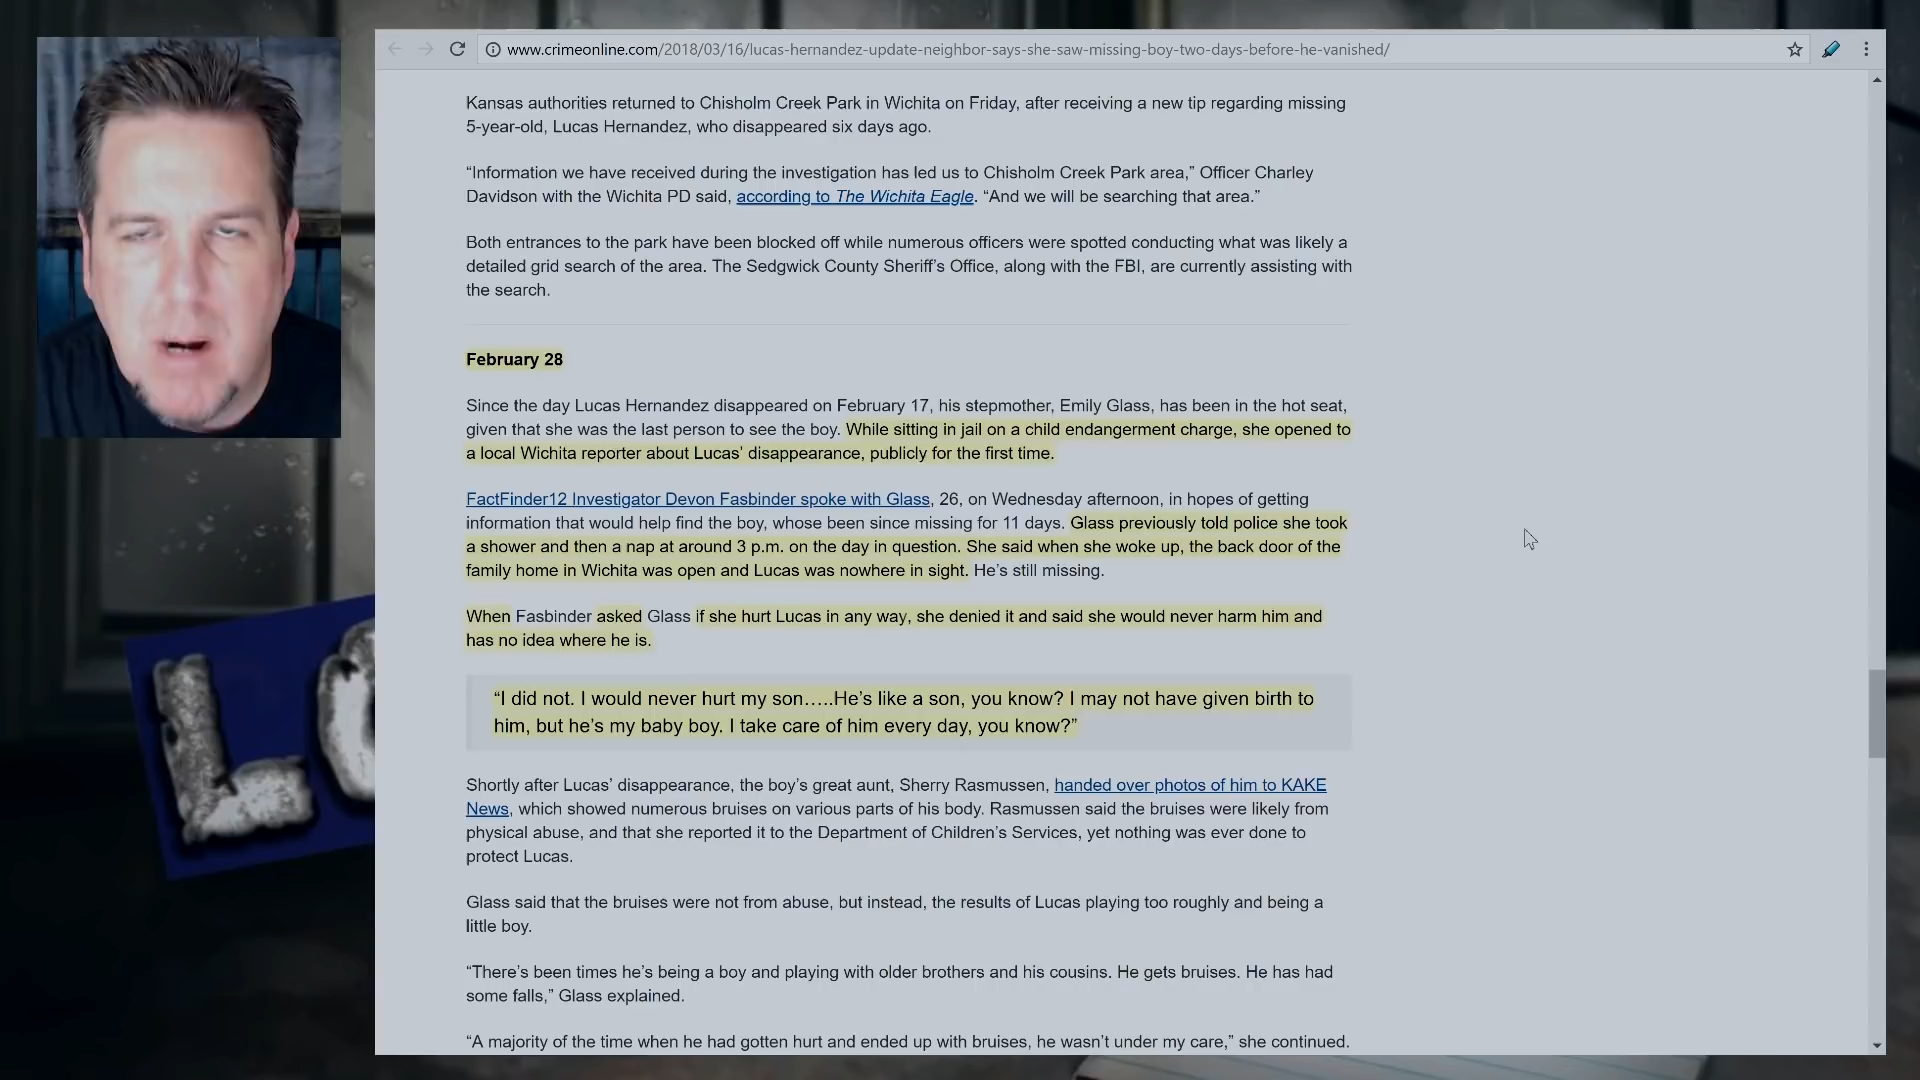 www.crimeonline.com/2018/03/16/lucas-hernandez-update-neighbor-says-she-saw-missing-boy-two-days-before-he-vanished/
Kansas authorities returned to Chisholm Creek Park in Wichita on Friday, after receiving a new tip regarding missing
5-year-old, Lucas Hernandez, who disappeared six days ago.
“Information we have received during the investigation has led us to Chisholm Creek Park area,” Officer Charley
Davidson with the Wichita PD said, according to The Wichita Eagle. “And we will be searching that area.”
Both entrances to the park have been blocked off while numerous officers were spotted conducting what was likely a
detailed grid search of the area. The Sedgwick County Sheriff’s Office, along with the FBI, are currently assisting with
the search.
February 28
Since the day Lucas Hernandez disappeared on February 17, his stepmother, Emily Glass, has been in the hot seat,
given that she was the last person to see the boy. While sitting in jail on a child endangerment charge, she opened to
a local Wichita reporter about Lucas’ disappearance, publicly for the first time.
FactFinder12 Investigator Devon Fasbinder spoke with Glass, 26, on Wednesday afternoon, in hopes of getting
information that would help find the boy, whose been since missing for 11 days. Glass previously told police she took
a shower and then a nap at around 3 p.m. on the day in question. She said when she woke up, the back door of the
family home in Wichita was open and Lucas was nowhere in sight. He’s still missing.
When Fasbinder asked Glass if she hurt Lucas in any way, she denied it and said she would never harm him and
has no idea where he is.
“I did not. I would never hurt my son…..He’s like a son, you know? I may not have given birth to
him, but he’s my baby boy. I take care of him every day, you know?”
Shortly after Lucas’ disappearance, the boy’s great aunt, Sherry Rasmussen, handed over photos of him to KAKE
News, which showed numerous bruises on various parts of his body. Rasmussen said the bruises were likely from
physical abuse, and that she reported it to the Department of Children’s Services, yet nothing was ever done to
protect Lucas.
Glass said that the bruises were not from abuse, but instead, the results of Lucas playing too roughly and being a
little boy.
“There’s been times he’s being a boy and playing with older brothers and his cousins. He gets bruises. He has had
some falls,” Glass explained.
“A majority of the time when he had gotten hurt and ended up with bruises, he wasn’t under my care,” she continued.